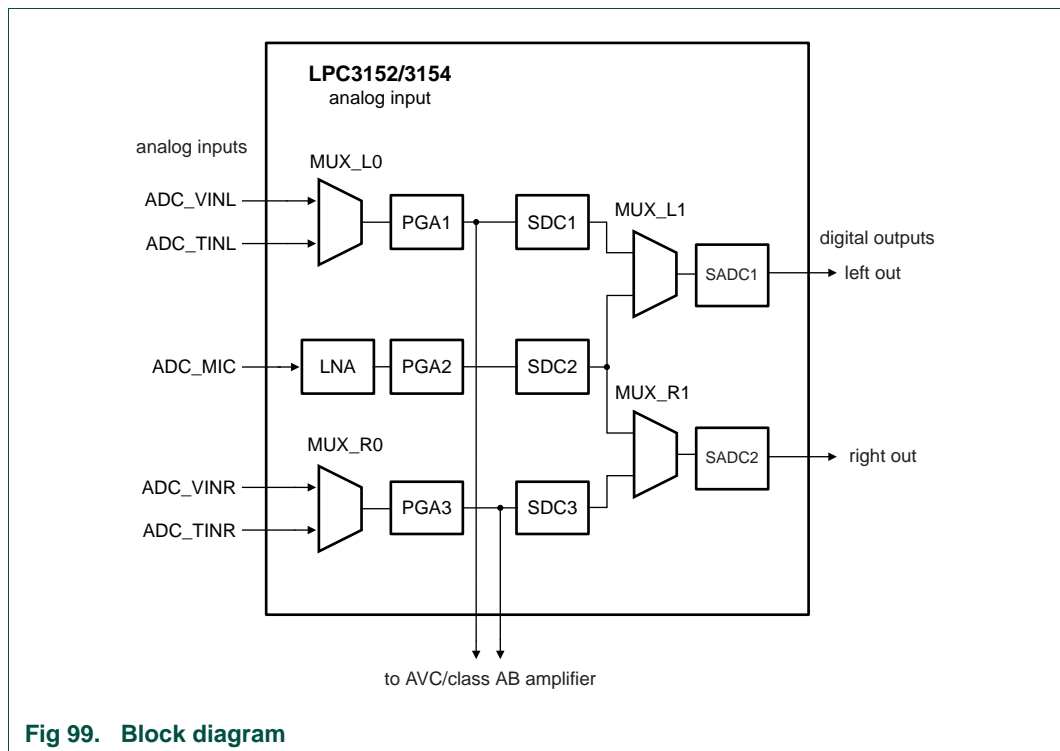 LPC3152/3154
analog input
analog inputs
MUX_L0
ADC_VINL
PGA1
SDC1
MUX_L1
digital outputs
ADC_TINL
SADC1
left out
ADC_MIC
LNA
PGA2
SDC2
MUX_R1
MUX_R0
SADC2
right out
ADC_VINR
PGA3
SDC3
ADC_TINR
to AVC/class AB amplifier
Fig 99. Block diagram